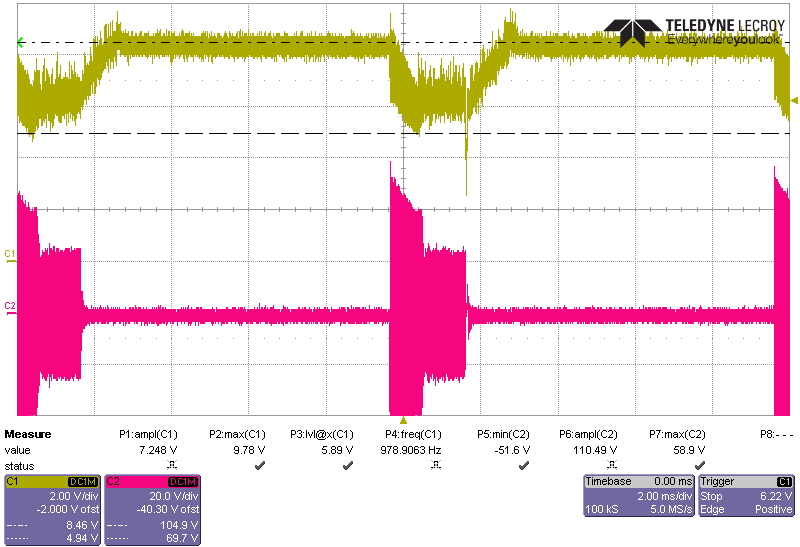 TELEDYNE LECROY
Everywhereyoulook
C1
C2
Measure P1:ampl(C1) P2:max(C1) P3:lvl@x(C1) P4:freq(C1) P5:min(C2) P6:ampl(C2) P7:max(C2) P8:- - -
value 7.248 V 9.78 V 5.89 V 978.9063 Hz -51.6 V 110.49 V 58.9 V
status
C1 DC1M
2.00 V/div
-2.000 V ofst
8.46 V
4.94 V
C2 DC1M
20.0 V/div
-40.30 V ofst
104.9 V
69.7 V
Timebase 0.00 ms
2.00 ms/div
100 kS 5.0 MS/s
Trigger C1
Stop 6.22 V
Edge Positive